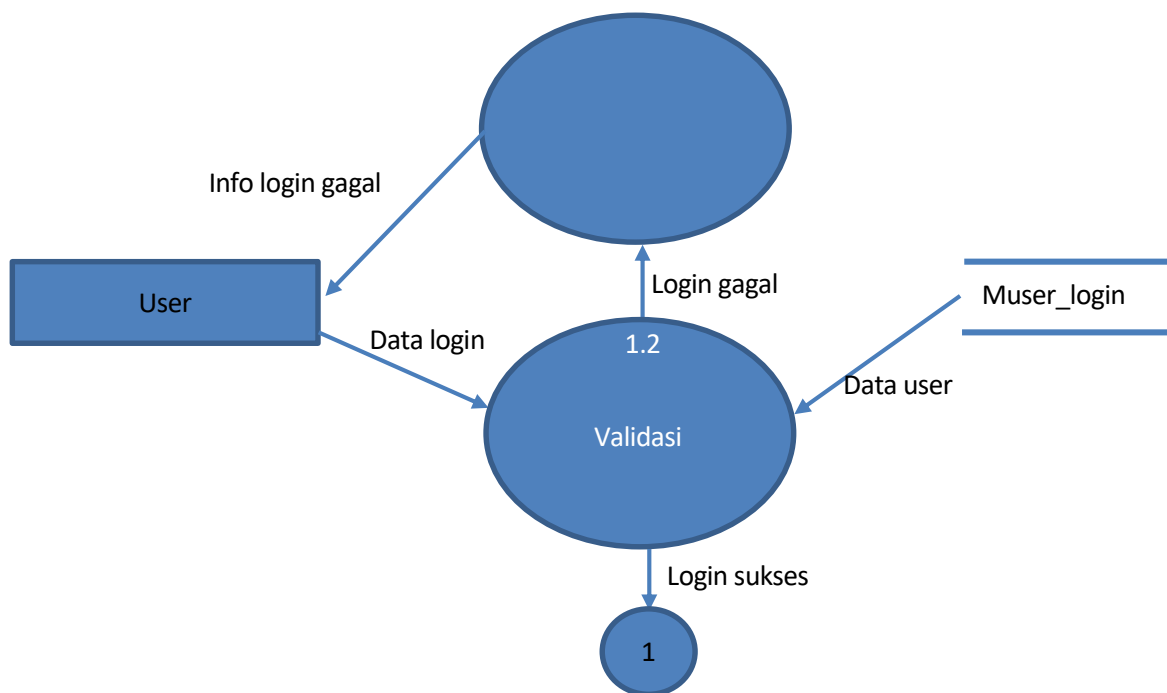 Info login gagal
User
Login gagal
Muser_login
Data login
1.2
Data user
Validasi
Login sukses
1